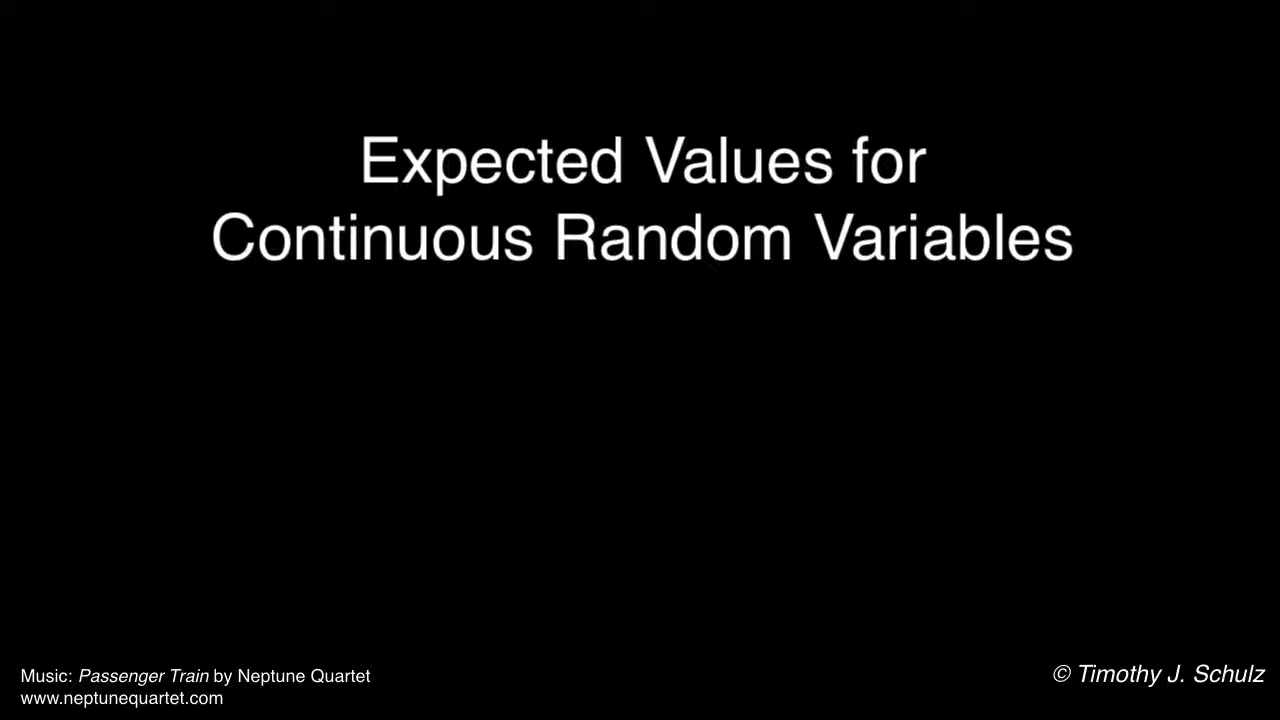 Expected Values for
Continuous Random Variables
Music: Passenger Train by Neptune Quartet
www.neptunequartet.com
© Timothy J. Schulz